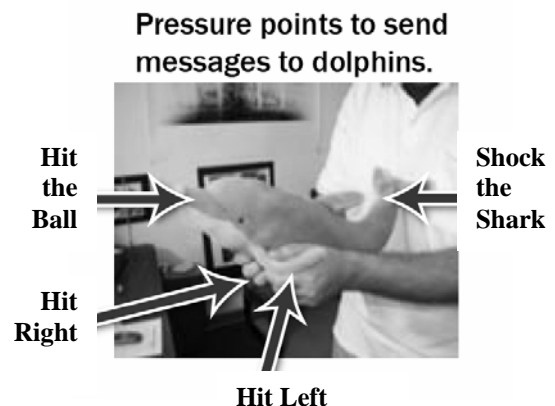 Pressure points to send
messages to dolphins.
Hit
the
Ball
Shock
the
Shark
Hit
Right
Hit Left